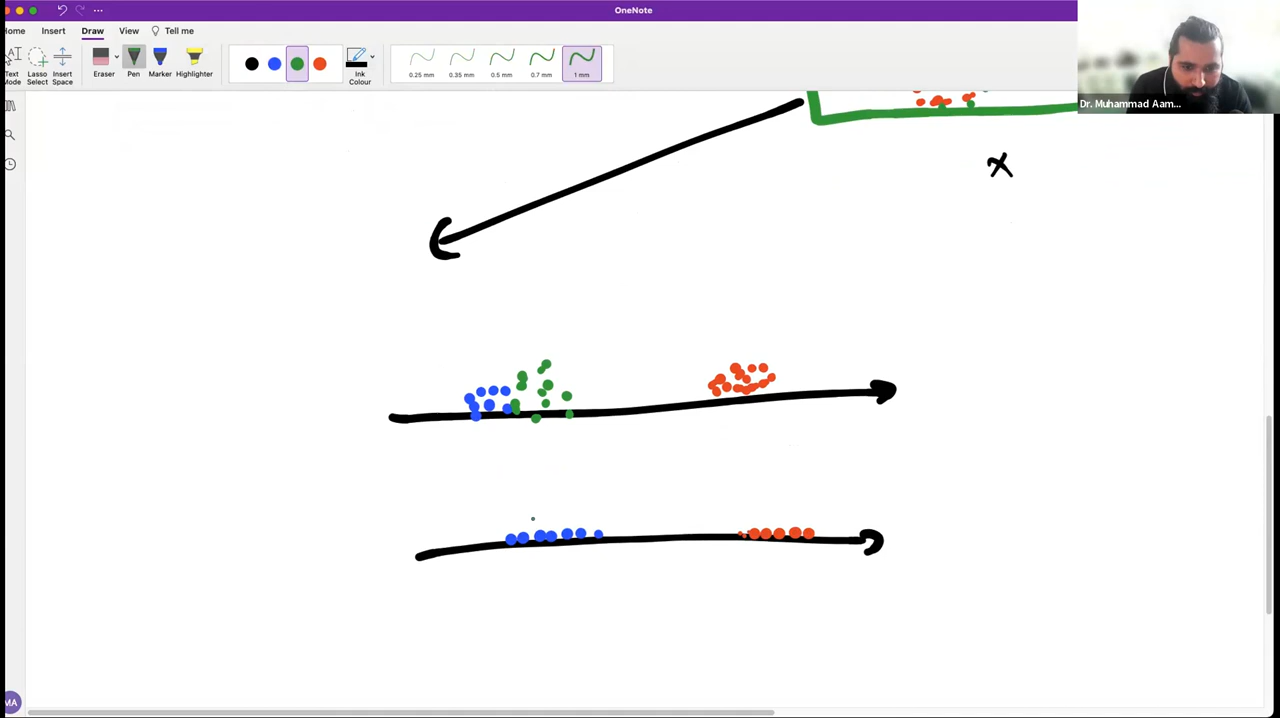 OneNote
Home Insert Draw View Tell me
Text Mode
Lasso Select
Insert Space
Eraser
Pen
Marker
Highlighter
Ink Colour
0.25 mm
0.35 mm
0.5 mm
0.7 mm
1 mm
Dr. Muhammad Aam...
x
MA